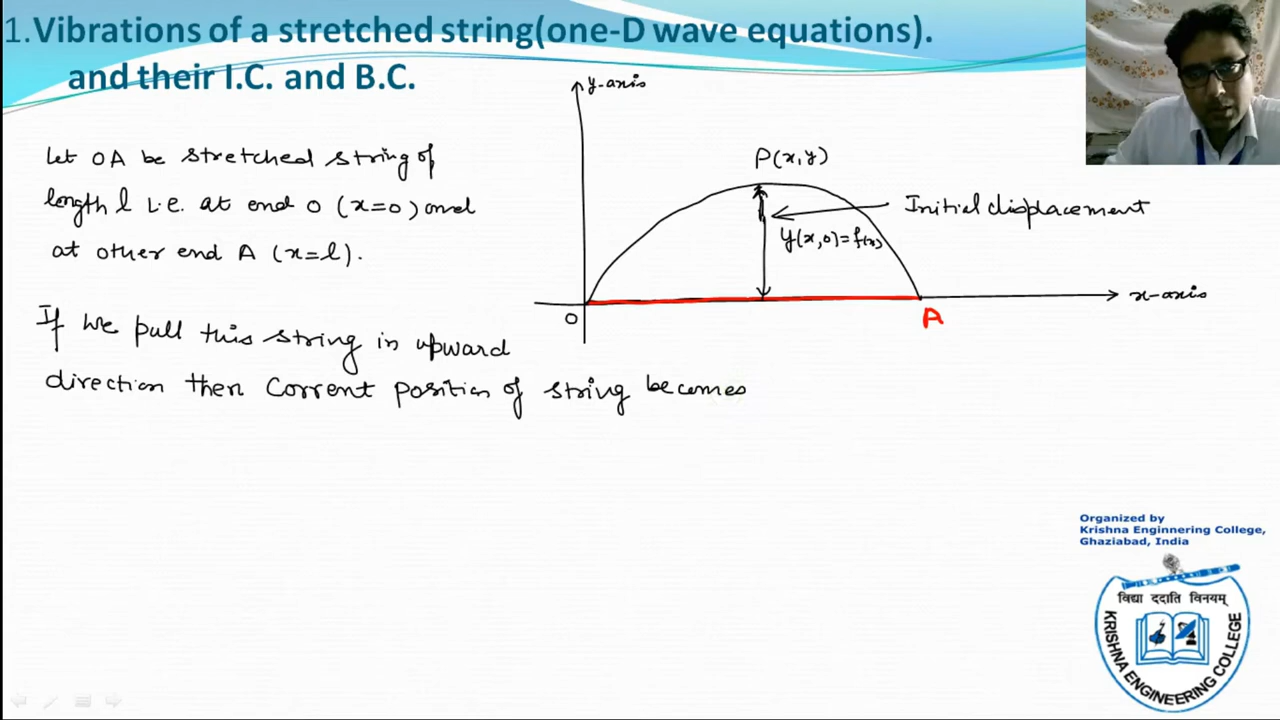 1.Vibrations of a stretched string(one-D wave equations).
and their I.C. and B.C.
y-axis
Let OA be stretched string of
length l i.e. at end O (x=0) and
at other end A (x=l).
P(x,y)
Initial displacement
y(x,0)=f(x)
x-axis
O
A
If we pull this string in upward
direction then Corrent position of string becomes
Organized by
Krishna Enginnering College,
Ghaziabad, India
विद्या ददाति विनयम्
KRISHNA ENGINEERING COLLEGE